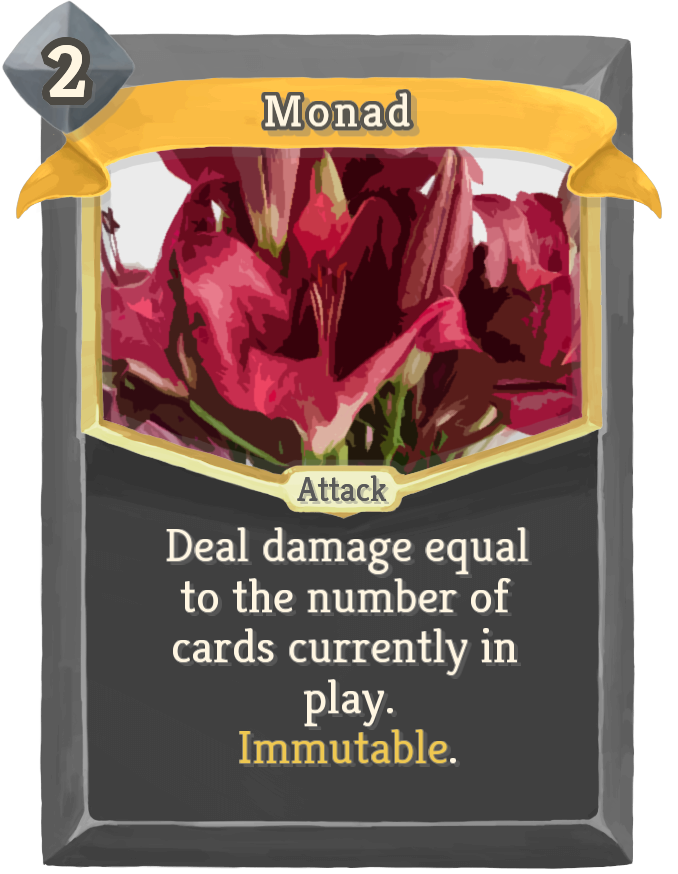 2
Monad
Attack
Deal damage equal
to the number of
cards currently in
play.
Immutable.